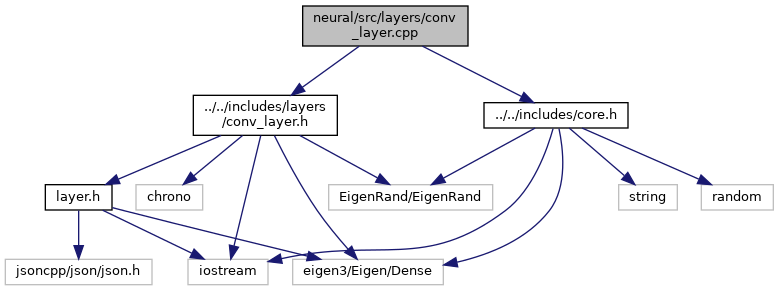 neural/src/layers/conv
_layer.cpp
../../includes/layers
/conv_layer.h
../../includes/core.h
layer.h
chrono
EigenRand/EigenRand
string
random
jsoncpp/json/json.h
iostream
eigen3/Eigen/Dense